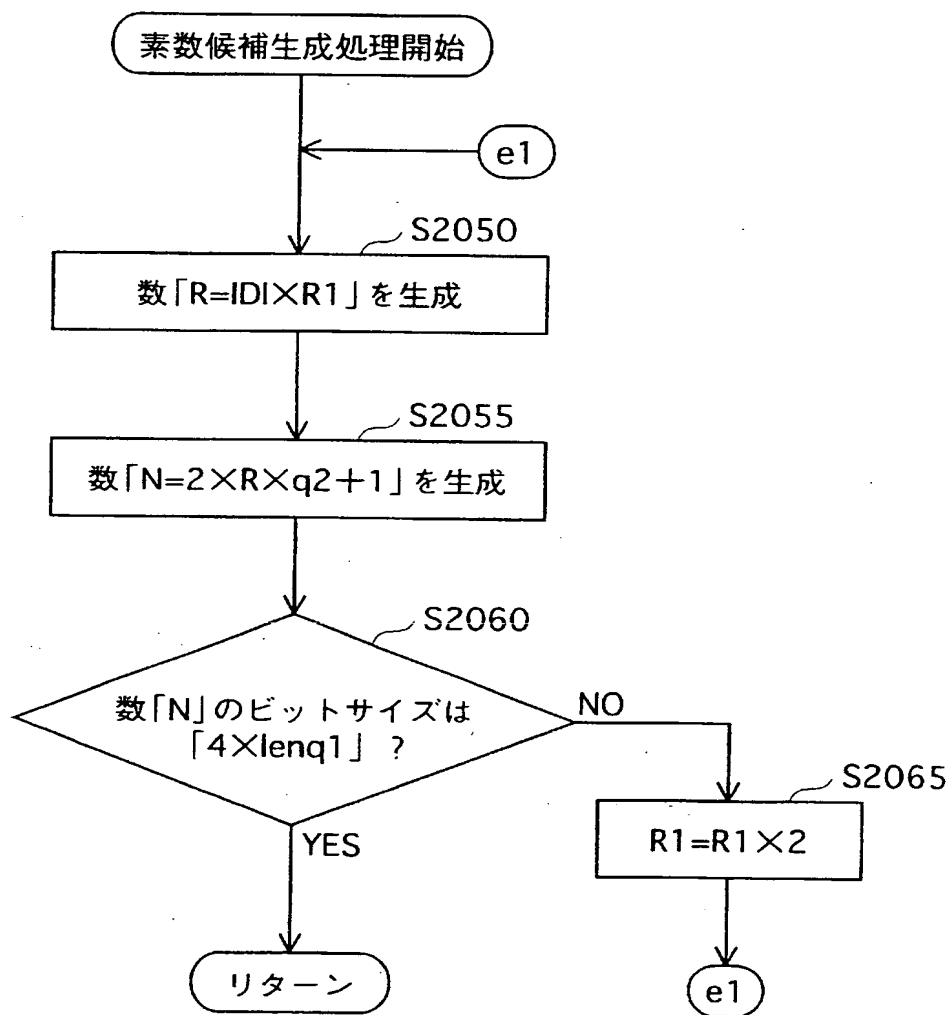 素数候補生成処理開始
e1
S2050
数「R=IDI×R1」を生成
S2055
数「N=2×R×q2+1」を生成
S2060
数「N」のビットサイズは
「4×lenq1」?
NO
S2065
R1=R1×2
YES
リターン
e1